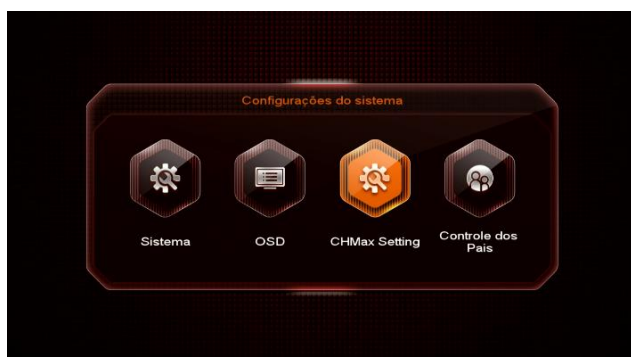 Configurações do sistema
Sistema
OSD
CHMax Setting
Controle dos
Pais